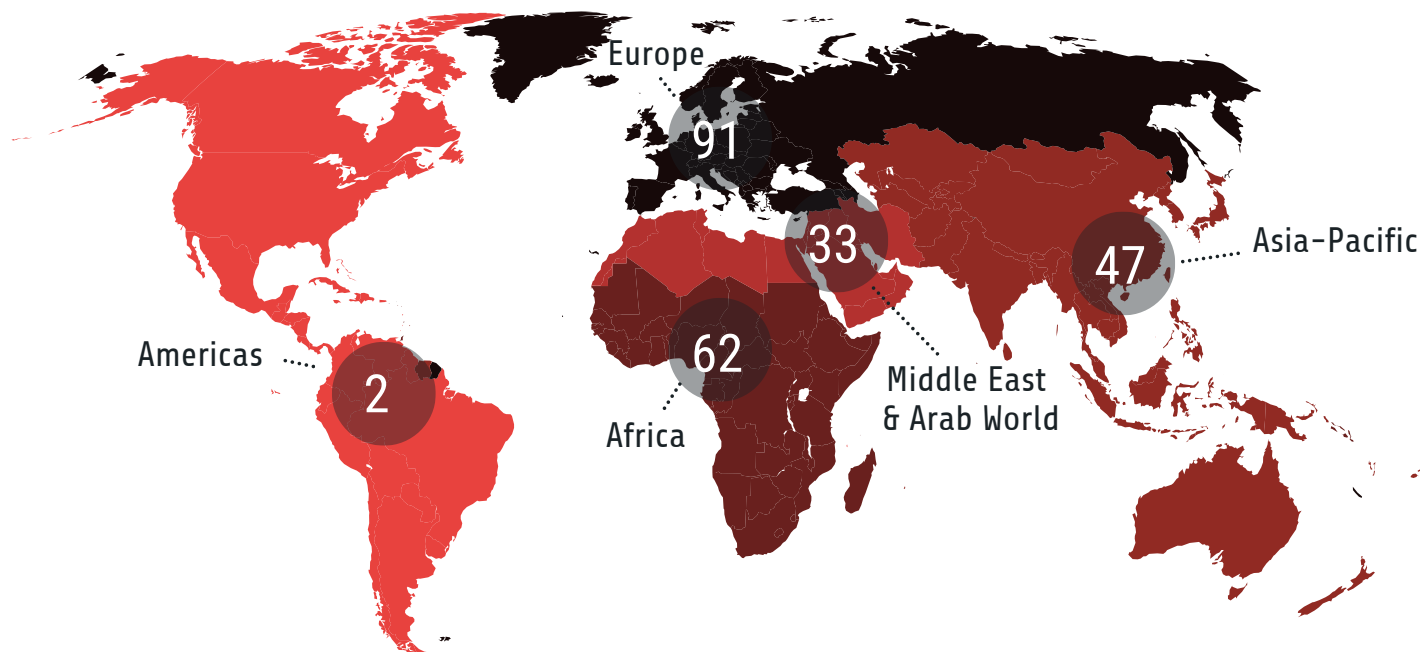 Europe
91
33
Asia-Pacific
47
Americas
2
62
Africa
Middle East
& Arab World